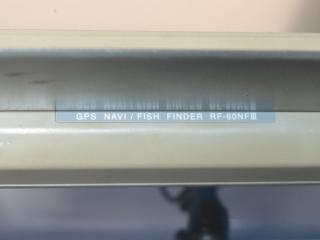 GPS NAVI / FISH FINDER RF-60NFⅢ